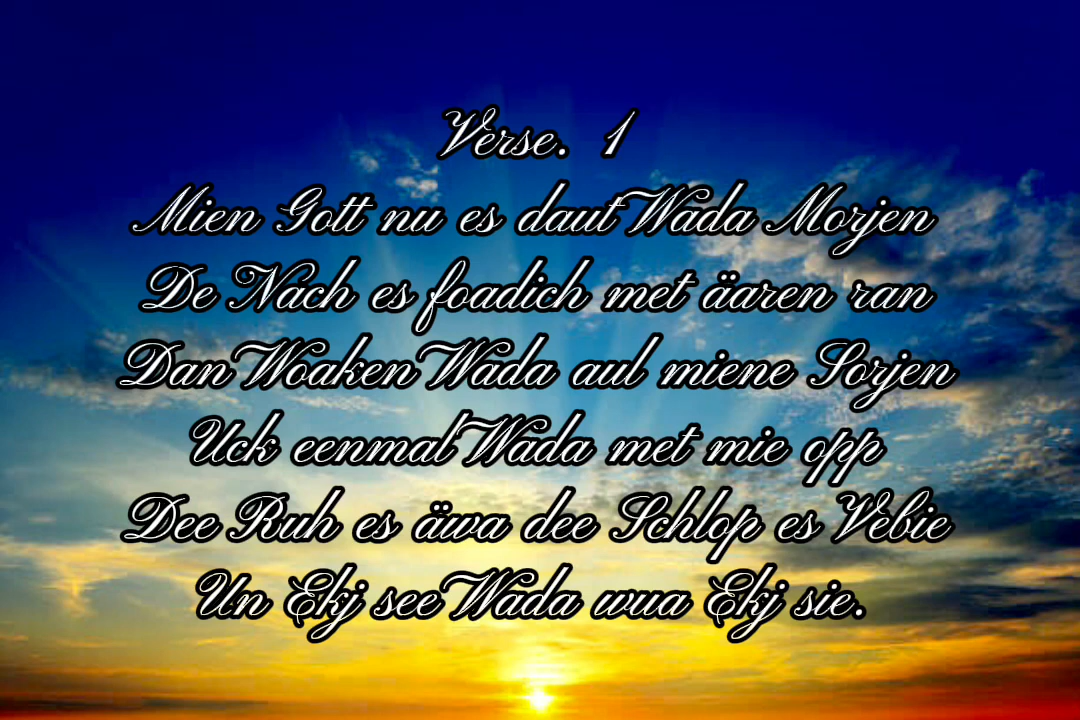 Verse. 1
Mien Gott nu es daut Wada Morjen
De Nach es foadich met äaren ran
Dan Woaken Wada aul miene Sorjen
Uck eenmal Wada met mie opp
Dee Ruh es äwa dee Schlop es Vebie
Un Ekj see Wada wua Ekj sie.